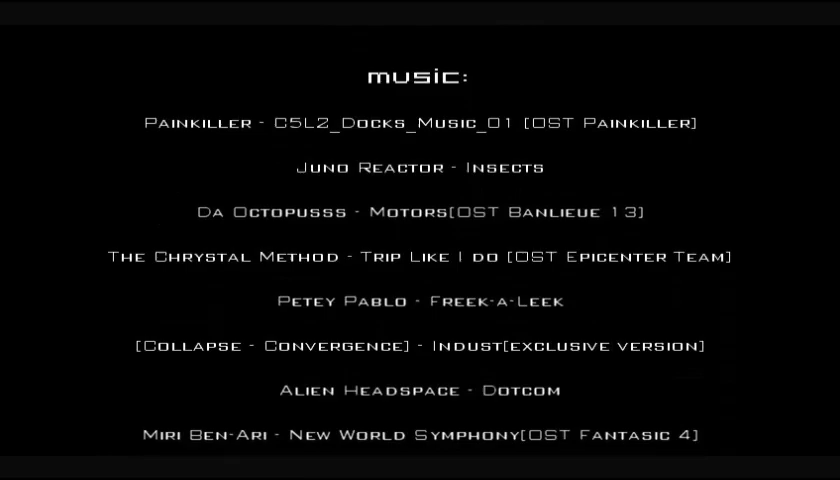 music:
Painkiller - C5L2_Docks_Music_01 [OST Painkiller]
Juno Reactor - Insects
Da Octopusss - Motors[OST Banlieue 13]
The Chrystal Method - Trip Like I do [OST Epicenter Team]
Petey Pablo - Freek-a-Leek
[Collapse - Convergence] - Indust[exclusive version]
Alien Headspace - Dotcom
Miri Ben-Ari - New World Symphony[OST Fantasic 4]